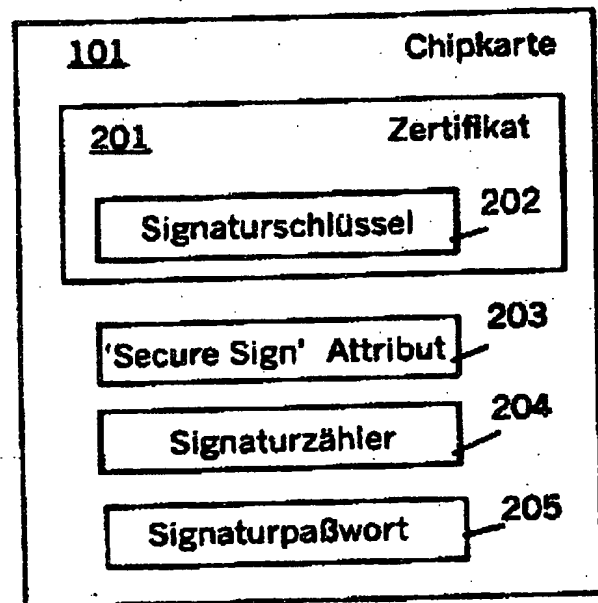 101 Chipkarte
201 Zertifikat
Signaturschlüssel 202
'Secure Sign' Attribut 203
Signaturzähler 204
Signaturpaßwort 205